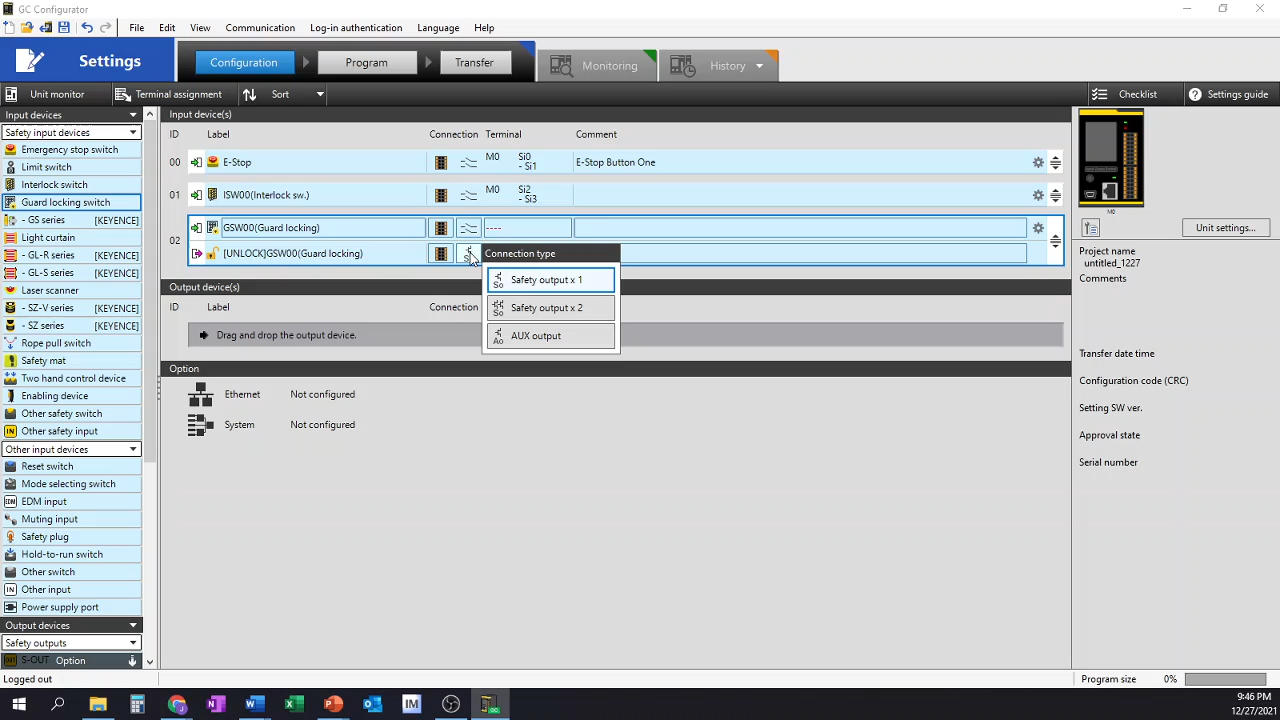 GC Configurator
File Edit View Communication Log-in authentication Language Help
Settings
Configuration Program Transfer Monitoring History
Unit monitor Terminal assignment Sort Checklist Settings guide
Input devices
Safety input devices
Emergency stop switch
Limit switch
Interlock switch
Guard locking switch
- GS series [KEYENCE]
Light curtain
- GL-R series [KEYENCE]
- GL-S series [KEYENCE]
Laser scanner
- SZ-V series [KEYENCE]
- SZ series [KEYENCE]
Rope pull switch
Safety mat
Two hand control device
Enabling device
Other safety switch
Other safety input
Other input devices
Reset switch
Mode selecting switch
EDM EDM input
Muting input
Safety plug
Hold-to-run switch
Other switch
IN Other input
Power supply port
Output devices
Safety outputs
OUT S-OUT Option
Logged out
Input device(s)
ID Label Connection Terminal Comment
00 E-Stop M0 Si0 - Si1 E-Stop Button One
01 ISW00(Interlock sw.) M0 Si2 - Si3
02 GSW00(Guard locking) ----
[UNLOCK]GSW00(Guard locking)
Connection type
So Safety output x 1
So Safety output x 2
Ao AUX output
Output device(s)
ID Label Connection
Drag and drop the output device.
Option
Ethernet Not configured
System Not configured
M0
Unit settings...
Project name
untitled_1227
Comments
Transfer date time
Configuration code (CRC)
Setting SW ver.
Approval state
Serial number
Program size 0%
9:46 PM
12/27/2021